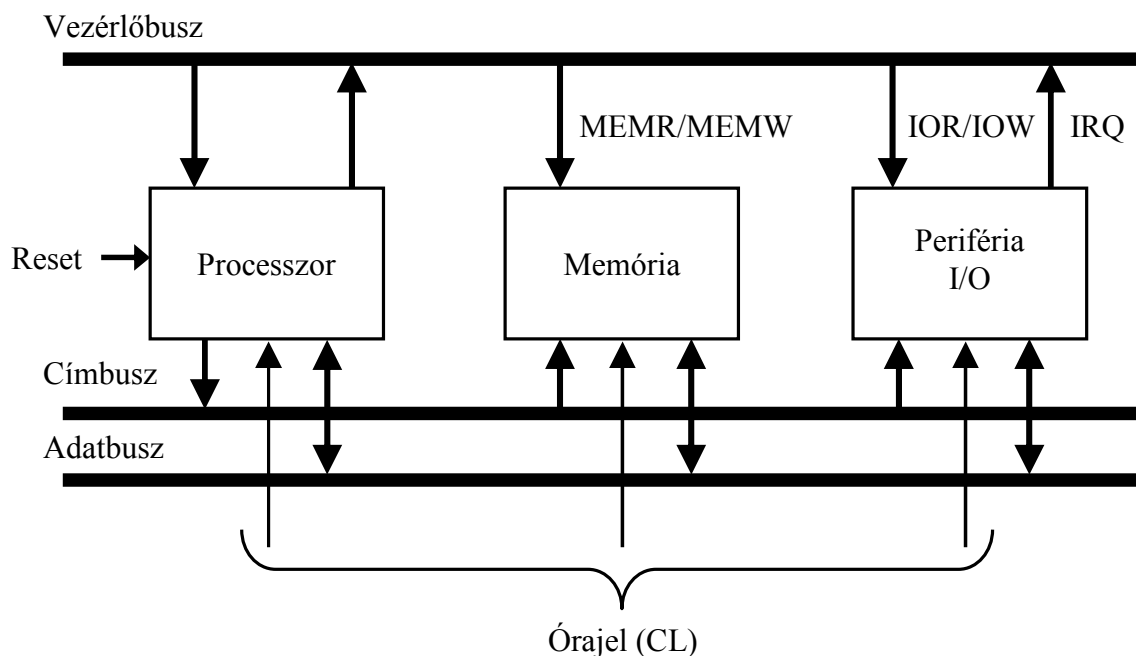 Vezérlőbusz
MEMR/MEMW
IOR/IOW
IRQ
Reset
Processzor
Memória
Periféria
I/O
Címbusz
Adatbusz
Órajel (CL)